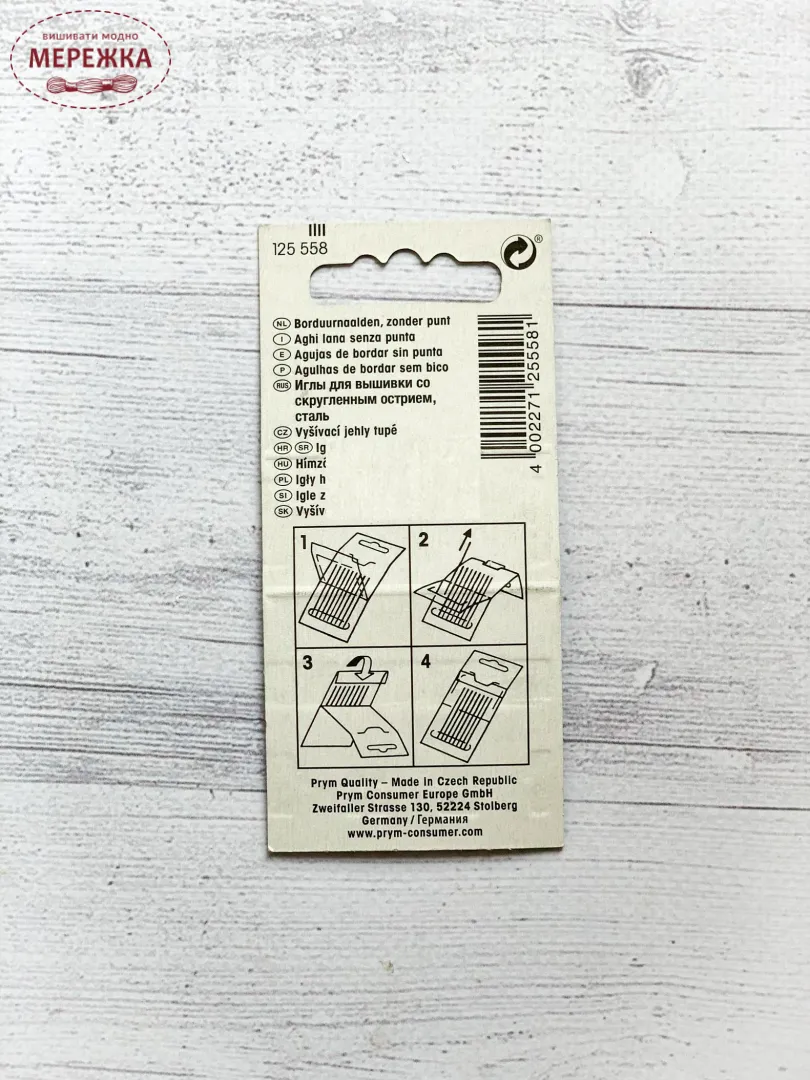 вишивати модно
МЕРЕЖКА
125 558
®
NL Borduurnaalden, zonder punt
I Aghi lana senza punta
E Agujas de bordar sin punta
P Agulhas de bordar sem bico
RUS Иглы для вышивки со
скругленным острием,
сталь
CZ Vyšívací jehly tupé
HR SR Ig
HU Hímz
PL Igły h
SI Igle z
SK Vyšív
4 002271 255581
1
2
3
4
Prym Quality – Made in Czech Republic
Prym Consumer Europe GmbH
Zweifaller Strasse 130, 52224 Stolberg
Germany / Германия
www.prym-consumer.com